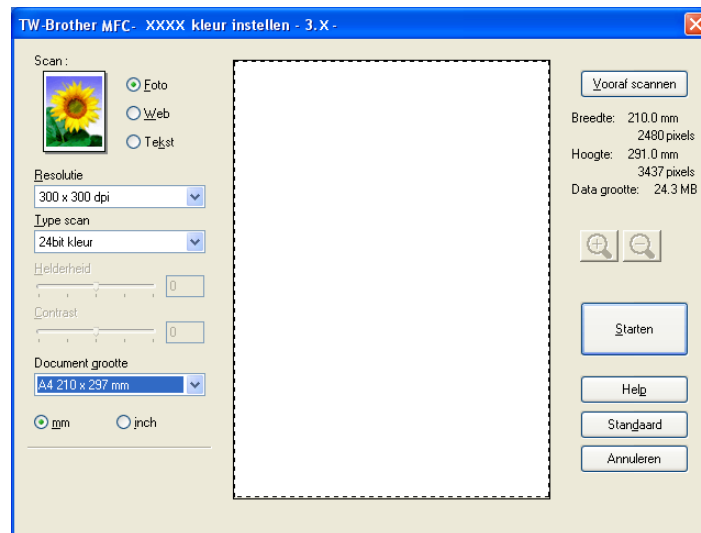 TW-Brother MFC- XXXX kleur instellen - 3.X -
Scan :
Foto
Web
Tekst
Resolutie
300 x 300 dpi
Type scan
24bit kleur
Helderheid
0
Contrast
0
Document grootte
A4 210 x 297 mm
mm
inch
Vooraf scannen
Breedte: 210.0 mm
2480 pixels
Hoogte: 291.0 mm
3437 pixels
Data grootte: 24.3 MB
Starten
Help
Standaard
Annuleren